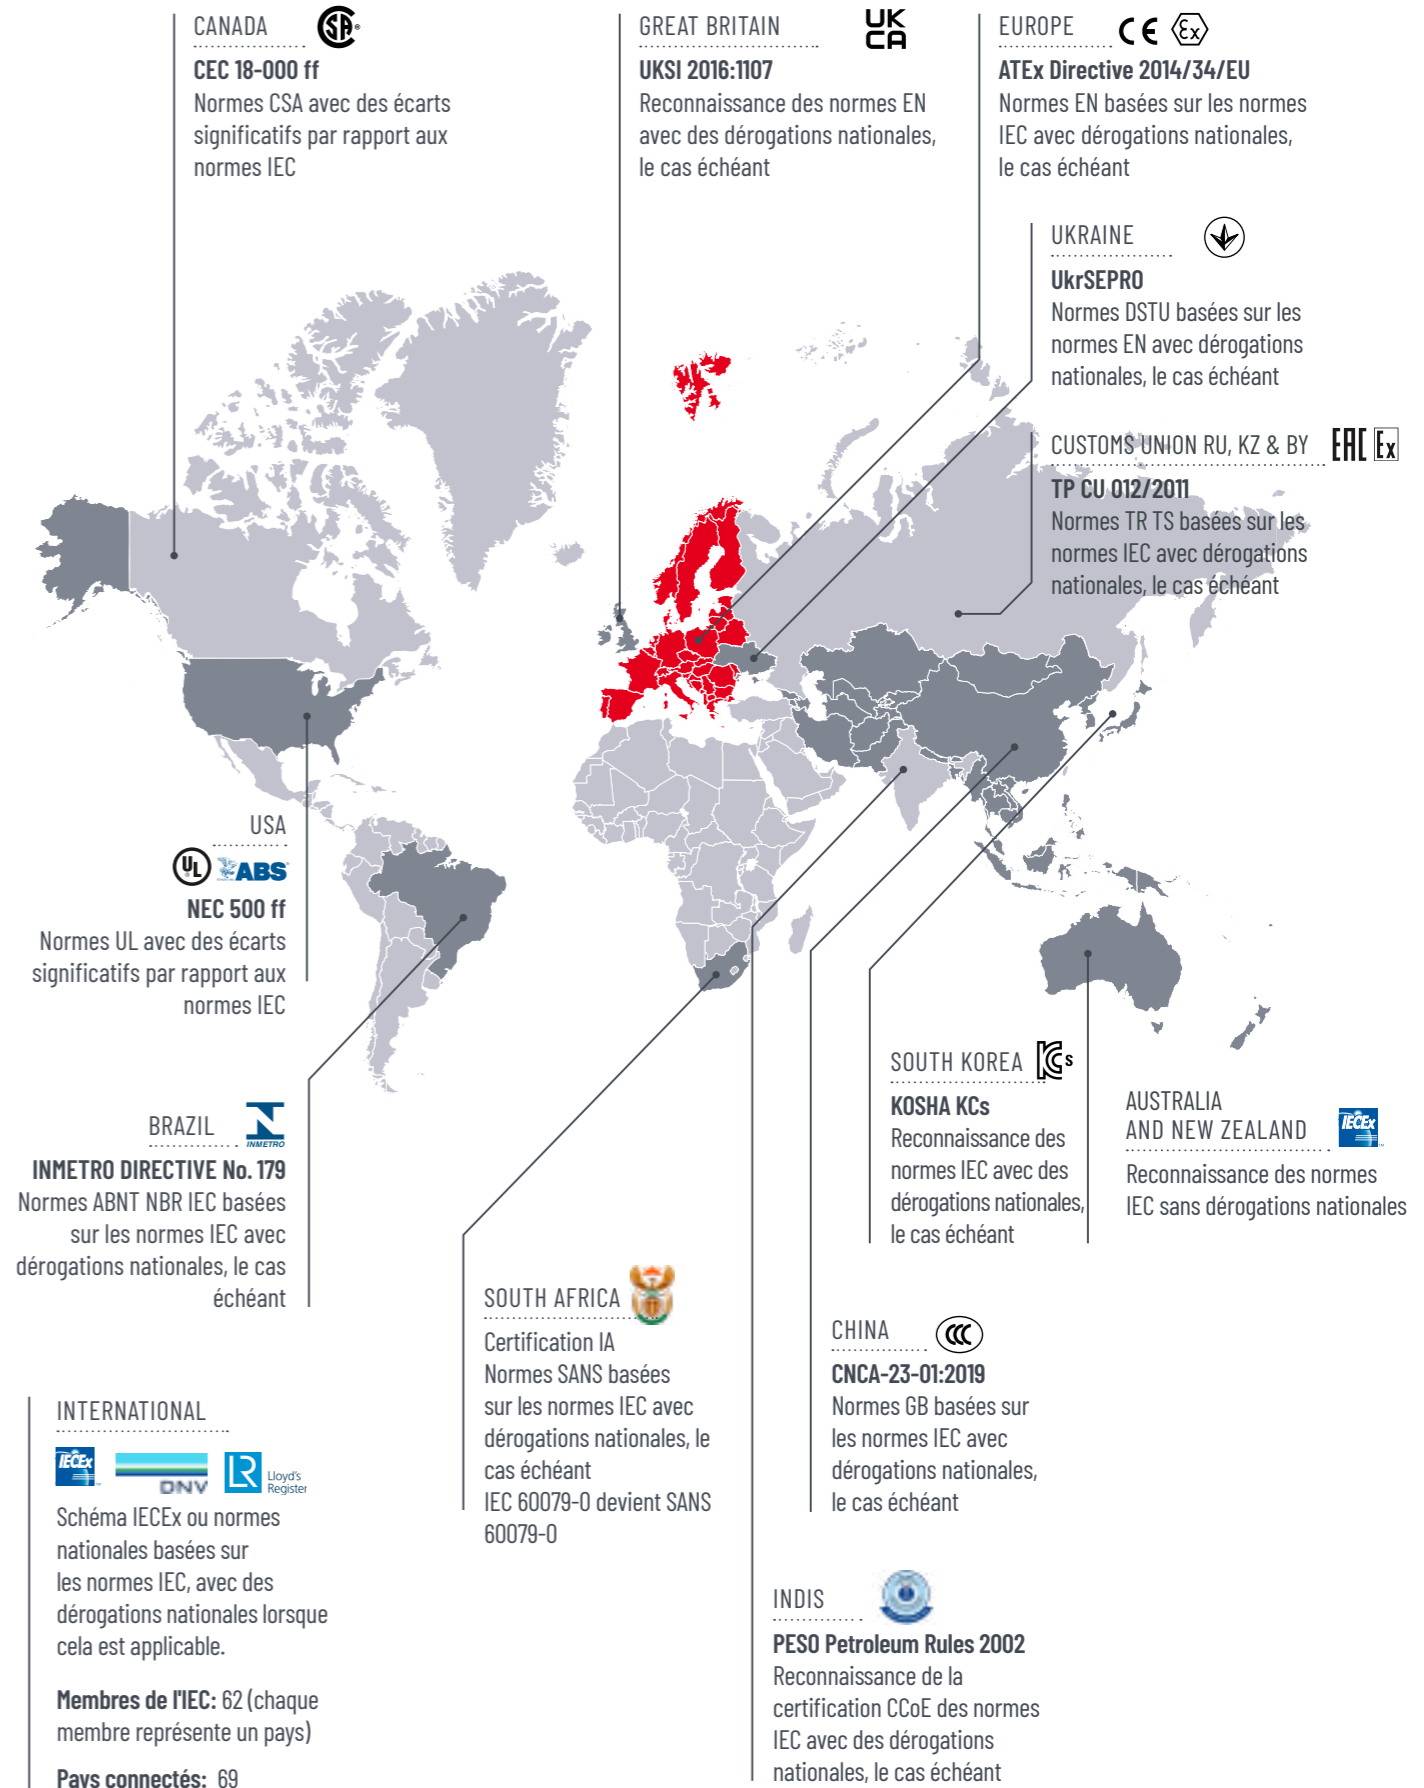 CANADA
CSA
CEC 18-000 ff
Normes CSA avec des écarts
significatifs par rapport aux
normes IEC
GREAT BRITAIN
UK
CA
UKSI 2016:1107
Reconnaissance des normes EN
avec des dérogations nationales,
le cas échéant
EUROPE
CE Ex
ATEx Directive 2014/34/EU
Normes EN basées sur les normes
IEC avec dérogations nationales,
le cas échéant
UKRAINE
UkrSEPRO
Normes DSTU basées sur les
normes EN avec dérogations
nationales, le cas échéant
CUSTOMS UNION RU, KZ & BY
EAC Ex
TP CU 012/2011
Normes TR TS basées sur les
normes IEC avec dérogations
nationales, le cas échéant
USA
UL ABS
NEC 500 ff
Normes UL avec des écarts
significatifs par rapport aux
normes IEC
BRAZIL
INMETRO
INMETRO DIRECTIVE No. 179
Normes ABNT NBR IEC basées
sur les normes IEC avec
dérogations nationales, le cas
échéant
SOUTH KOREA
KCs
KOSHA KCs
Reconnaissance des
normes IEC avec des
dérogations nationales,
le cas échéant
AUSTRALIA
AND NEW ZEALAND
IECEx
Reconnaissance des normes
IEC sans dérogations nationales
SOUTH AFRICA
Certification IA
Normes SANS basées
sur les normes IEC avec
dérogations nationales, le
cas échéant
IEC 60079-0 devient SANS
60079-0
CHINA
CCC
CNCA-23-01:2019
Normes GB basées sur
les normes IEC avec
dérogations nationales,
le cas échéant
INTERNATIONAL
IECEx
DNV
LR Lloyd's
Register
Schéma IECEx ou normes
nationales basées sur
les normes IEC, avec des
dérogations nationales lorsque
cela est applicable.
Membres de l'IEC: 62 (chaque
membre représente un pays)
Pays connectés: 69
INDIS
PESO Petroleum Rules 2002
Reconnaissance de la
certification CCoE des normes
IEC avec des dérogations
nationales, le cas échéant